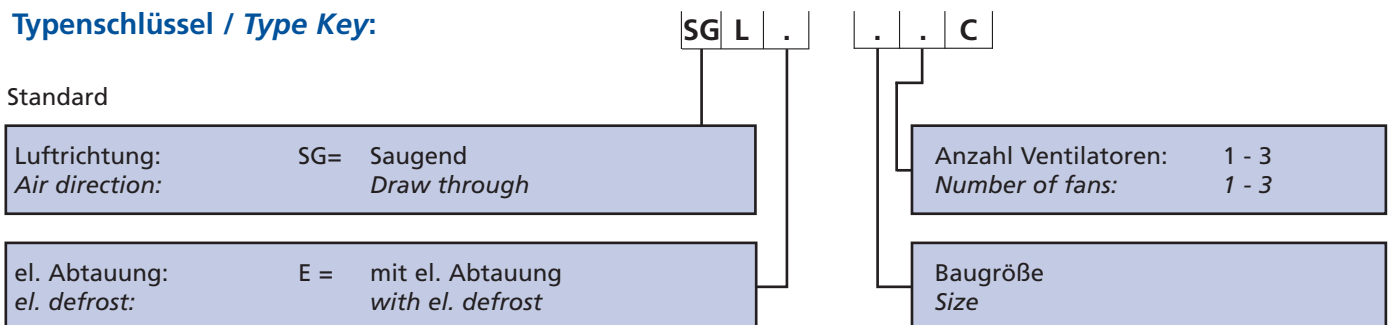 Typenschlüssel / Type Key:
SG L . . . C
Standard
Luftrichtung: SG= Saugend
Air direction: Draw through
Anzahl Ventilatoren: 1 - 3
Number of fans: 1 - 3
el. Abtauung: E = mit el. Abtauung
el. defrost: with el. defrost
Baugröße
Size